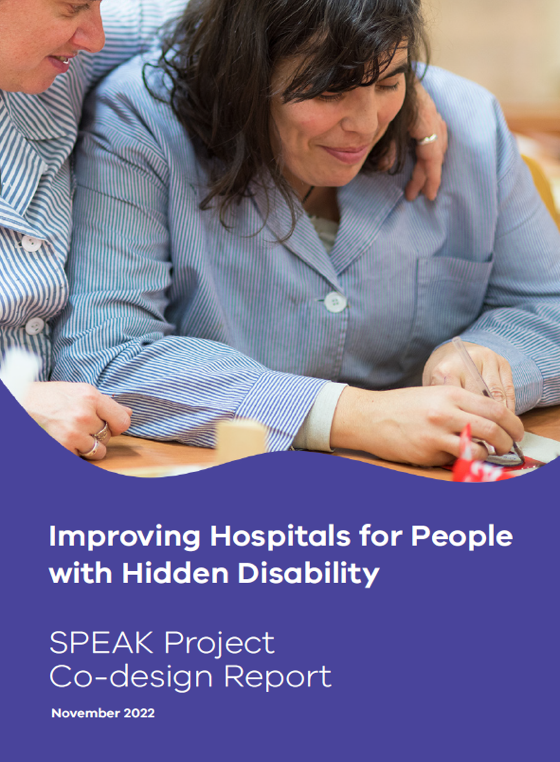 Improving Hospitals for People
with Hidden Disability
SPEAK Project
Co-design Report
November 2022